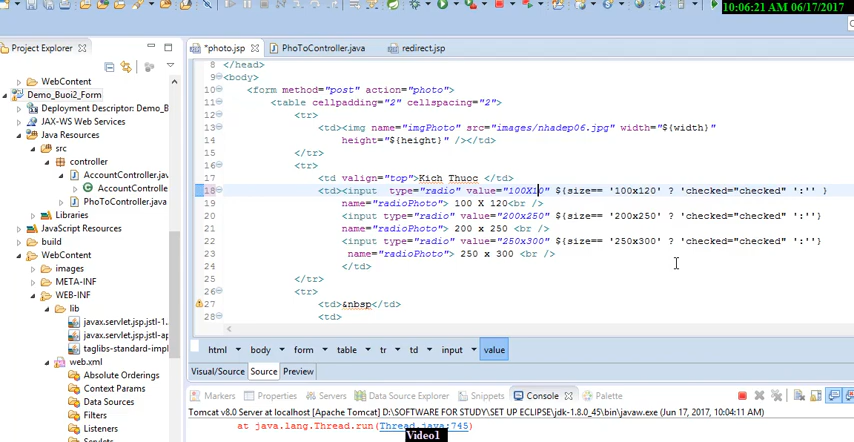 10:06:21 AM 06/17/2017
Project Explorer
WebContent
Demo_Buoi2_Form
Deployment Descriptor: Demo_B
JAX-WS Web Services
Java Resources
src
controller
AccountController.j
AccountControlle
PhoToController.jav
Libraries
JavaScript Resources
build
WebContent
images
META-INF
WEB-INF
lib
javax.servlet.jsp.jstl-1.
javax.servlet.jsp.jstl-ap
taglibs-standard-impl
web.xml
Absolute Orderings
Context Params
Data Sources
Filters
Listeners
*photo.jsp
PhoToController.java
redirect.jsp
8 </head>
9 <body>
10 <form method="post" action="photo">
11 <table cellpadding="2" cellspacing="2">
12 <tr>
13 <td><img name="imgPhoto" src="images/nhadep06.jpg" width="${width}"
14 height="${height}" /></td>
15 </tr>
16 <tr>
17 <td valign="top">Kich Thuoc </td>
18 <td><input type="radio" value="100X10" ${size== '100x120' ? 'checked="checked" ':'' }
19 name="radioPhoto"> 100 X 120<br />
20 <input type="radio" value="200x250" ${size== '200x250' ? 'checked="checked" ':''}
21 name="radioPhoto"> 200 x 250 <br />
22 <input type="radio" value="250x300" ${size== '250x300' ? 'checked="checked" ':''}
23 name="radioPhoto"> 250 x 300 <br />
24 </td>
25 </tr>
26 <tr>
27 <td>&nbsp</td>
28 <td>
html body form table tr td input value
Visual/Source Source Preview
Markers Properties Servers Data Source Explorer Snippets Console Palette
Tomcat v8.0 Server at localhost [Apache Tomcat] D:\SOFTWARE FOR STUDY\SET UP ECLIPSE\jdk-1.8.0_45\bin\javaw.exe (Jun 17, 2017, 10:04:11 AM)
at java.lang.Thread.run(Thread.java:745)
Video1